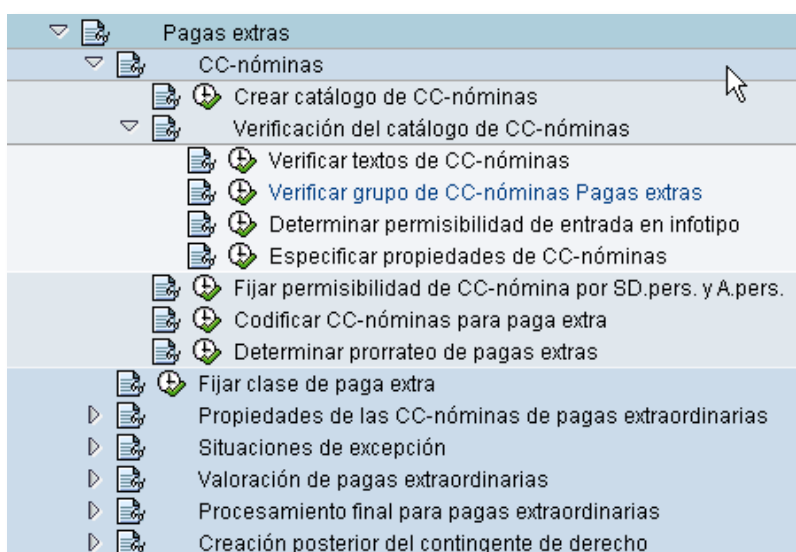 Pagas extras
CC-nóminas
Crear catálogo de CC-nóminas
Verificación del catálogo de CC-nóminas
Verificar textos de CC-nóminas
Verificar grupo de CC-nóminas Pagas extras
Determinar permisibilidad de entrada en infotipo
Especificar propiedades de CC-nóminas
Fijar permisibilidad de CC-nómina por SD.pers. y A.pers.
Codificar CC-nóminas para paga extra
Determinar prorrateo de pagas extras
Fijar clase de paga extra
Propiedades de las CC-nóminas de pagas extraordinarias
Situaciones de excepción
Valoración de pagas extraordinarias
Procesamiento final para pagas extraordinarias
Creación posterior del contingente de derecho